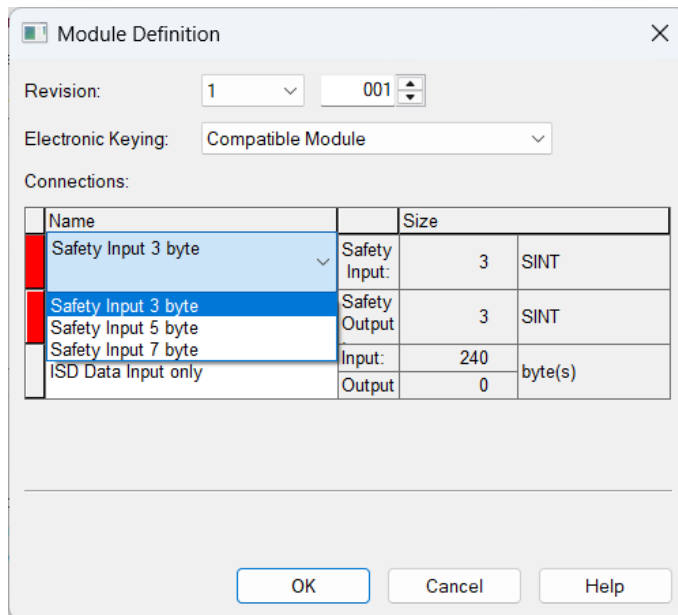 Module Definition
Revision: 1 001
Electronic Keying: Compatible Module
Connections:
Name Size
Safety Input 3 byte Safety Input: 3 SINT
Safety Input 3 byte Safety Output 3 SINT
Safety Input 5 byte
Safety Input 7 byte
ISD Data Input only Input: 240 byte(s)
Output 0
OK Cancel Help